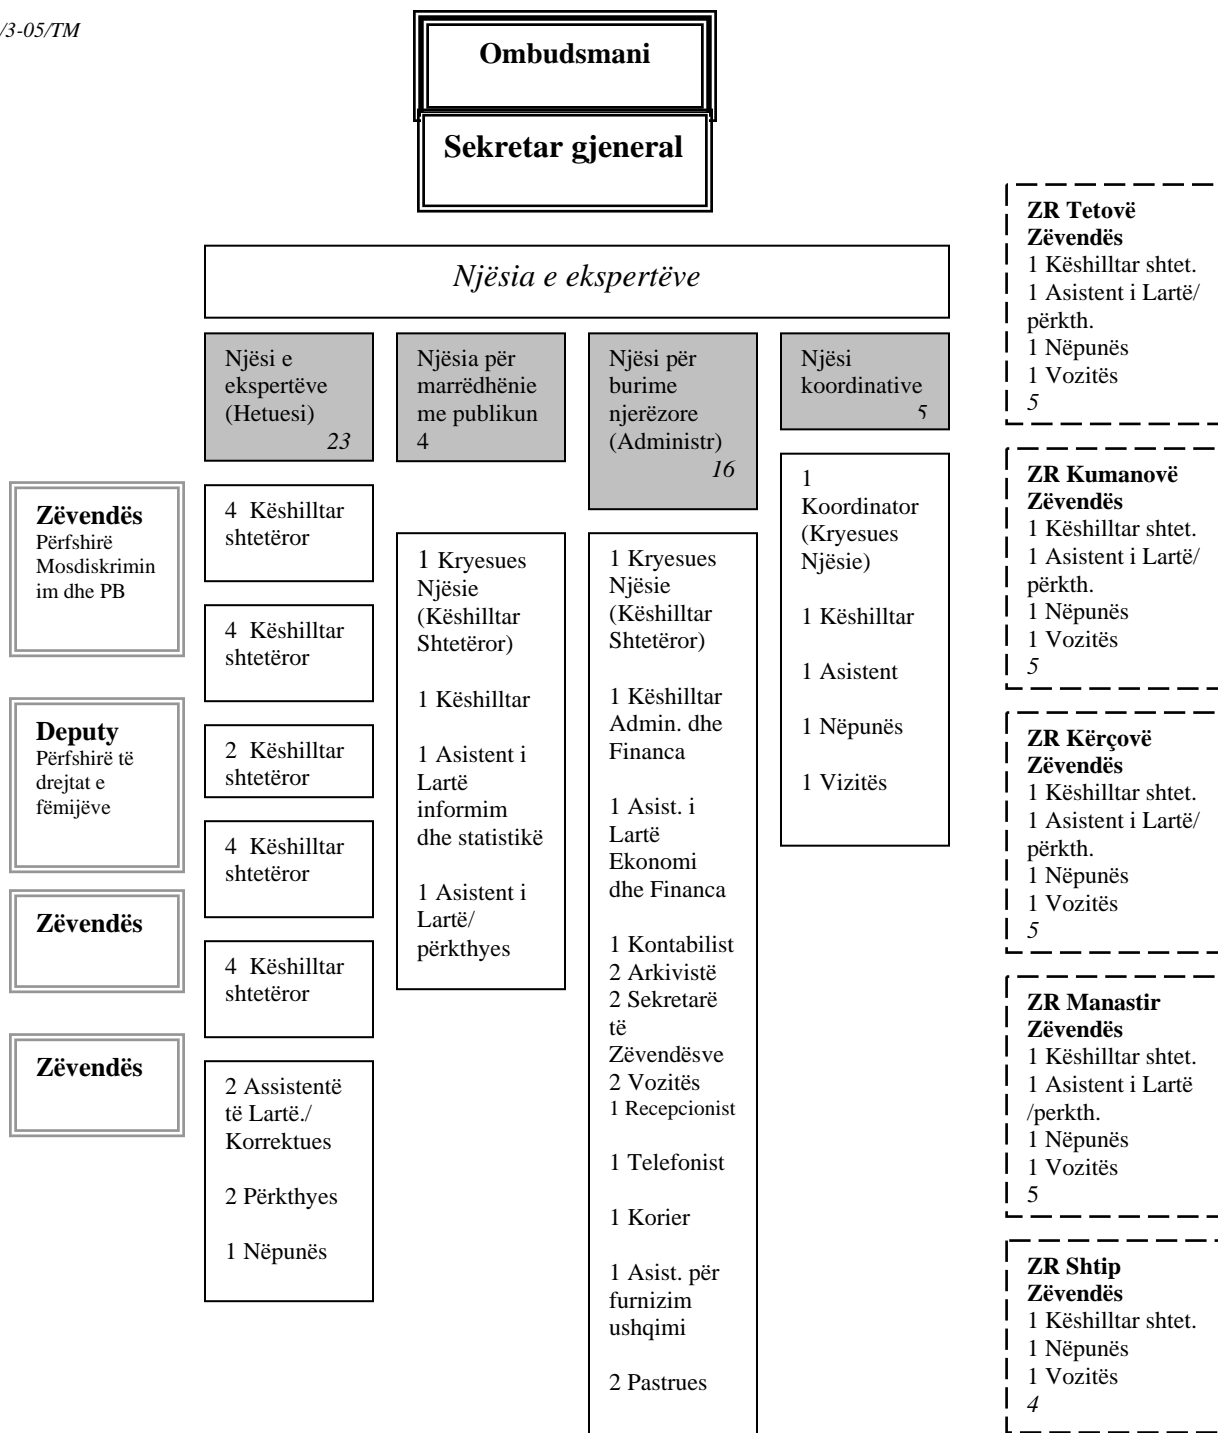 /3-05/TM
Ombudsmani
Sekretar gjeneral
Njësia e ekspertëve
Njësi e
ekspertëve
(Hetuesi)
23
Njësia për
marrëdhënie
me publikun
4
Njësi për
burime
njerëzore
(Administr)
16
Njësi
koordinative
5
Zëvendës
Përfshirë
Mosdiskrimin
im dhe PB
Deputy
Përfshirë të
drejtat e
fëmijëve
Zëvendës
Zëvendës
4 Këshilltar
shtetëror
4 Këshilltar
shtetëror
2 Këshilltar
shtetëror
4 Këshilltar
shtetëror
4 Këshilltar
shtetëror
2 Assistentë
të Lartë./
Korrektues
2 Përkthyes
1 Nëpunës
1 Kryesues
Njësie
(Këshilltar
Shtetëror)
1 Këshilltar
1 Asistent i
Lartë
informim
dhe statistikë
1 Asistent i
Lartë/
përkthyes
1 Kryesues
Njësie
(Këshilltar
Shtetëror)
1 Këshilltar
Admin. dhe
Financa
1 Asist. i
Lartë
Ekonomi
dhe Financa
1 Kontabilist
2 Arkivistë
2 Sekretarë
të
Zëvendësve
2 Vozitës
1 Recepcionist
1 Telefonist
1 Korier
1 Asist. për
furnizim
ushqimi
2 Pastrues
1
Koordinator
(Kryesues
Njësie)
1 Këshilltar
1 Asistent
1 Nëpunës
1 Vizitës
ZR Tetovë
Zëvendës
1 Këshilltar shtet.
1 Asistent i Lartë/
përkth.
1 Nëpunës
1 Vozitës
5
ZR Kumanovë
Zëvendës
1 Këshilltar shtet.
1 Asistent i Lartë/
përkth.
1 Nëpunës
1 Vozitës
5
ZR Kërçovë
Zëvendës
1 Këshilltar shtet.
1 Asistent i Lartë/
përkth.
1 Nëpunës
1 Vozitës
5
ZR Manastir
Zëvendës
1 Këshilltar shtet.
1 Asistent i Lartë
/perkth.
1 Nëpunës
1 Vozitës
5
ZR Shtip
Zëvendës
1 Këshilltar shtet.
1 Nëpunës
1 Vozitës
4